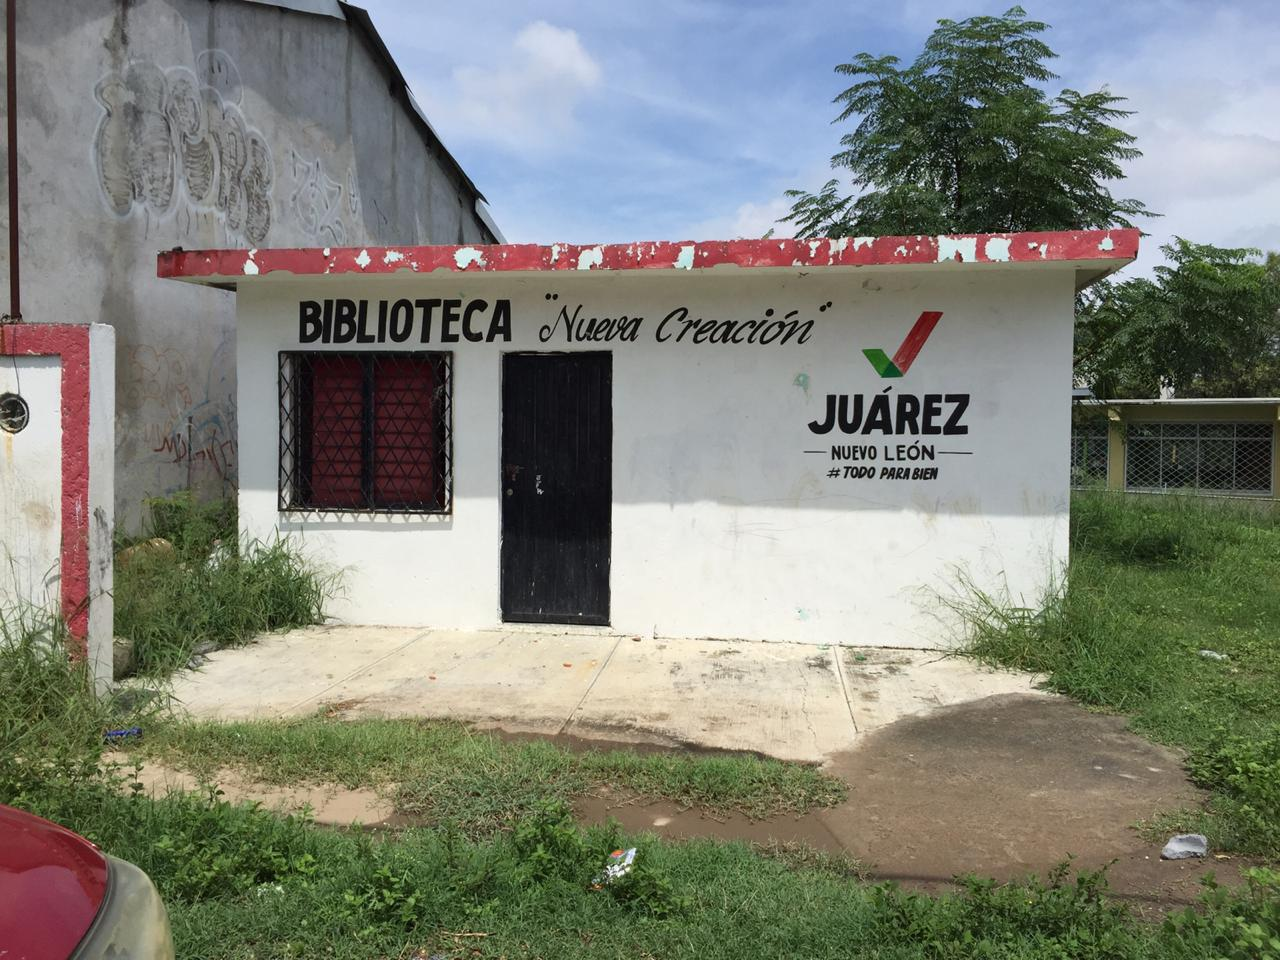 BIBLIOTECA "Nueva Creación"
JUÁREZ
NUEVO LEÓN
#TODO PARA BIEN